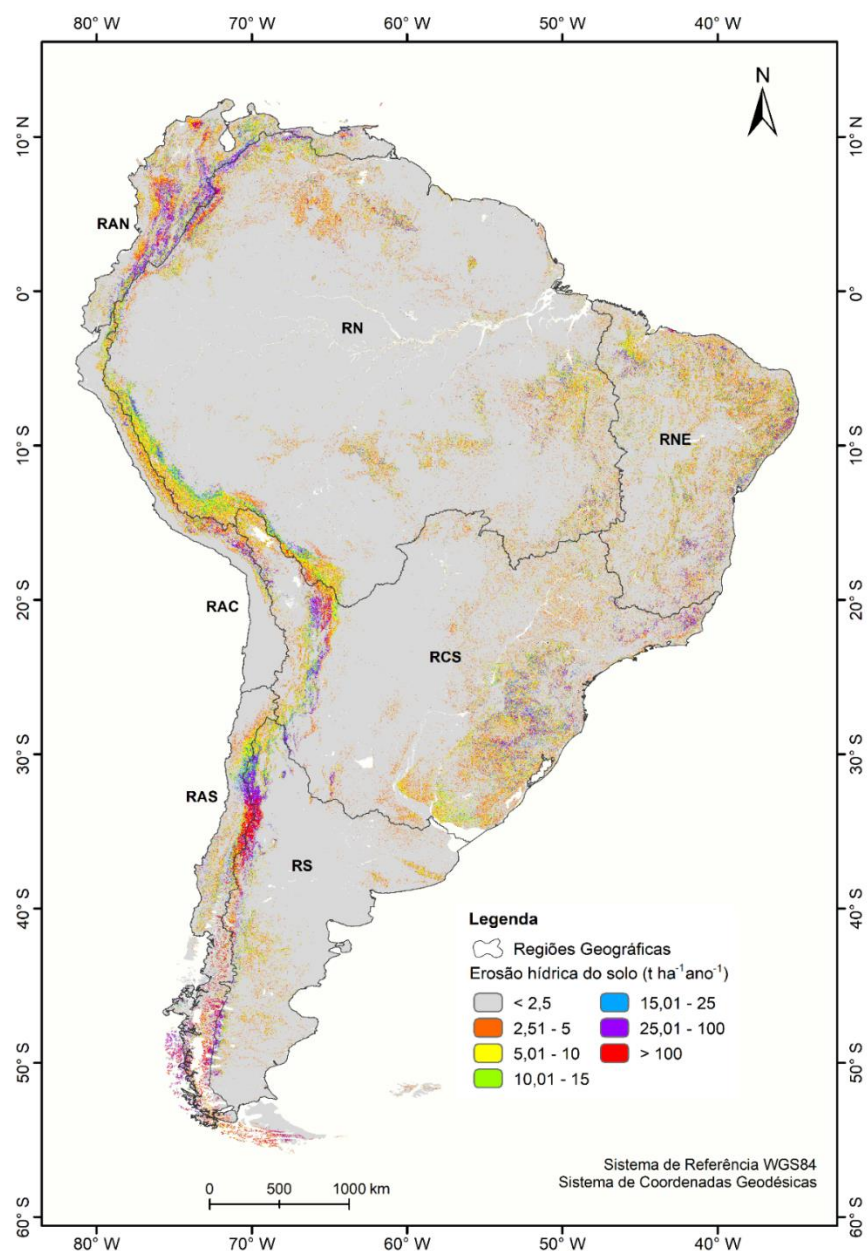 80° W 70° W 60° W 50° W 40° W
N
10° N 10° N
RAN
0° 0°
RN
RNE
10° S 10° S
20° S 20° S
RAC
RCS
30° S 30° S
RAS
RS
40° S 40° S
Legenda
Regiões Geográficas
Erosão hídrica do solo (t ha⁻¹ano⁻¹)
< 2,5 15,01 - 25
2,51 - 5 25,01 - 100
5,01 - 10 > 100
10,01 - 15
50° S 50° S
Sistema de Referência WGS84
Sistema de Coordenadas Geodésicas
0 500 1000 km
60° S 60° S
80° W 70° W 60° W 50° W 40° W